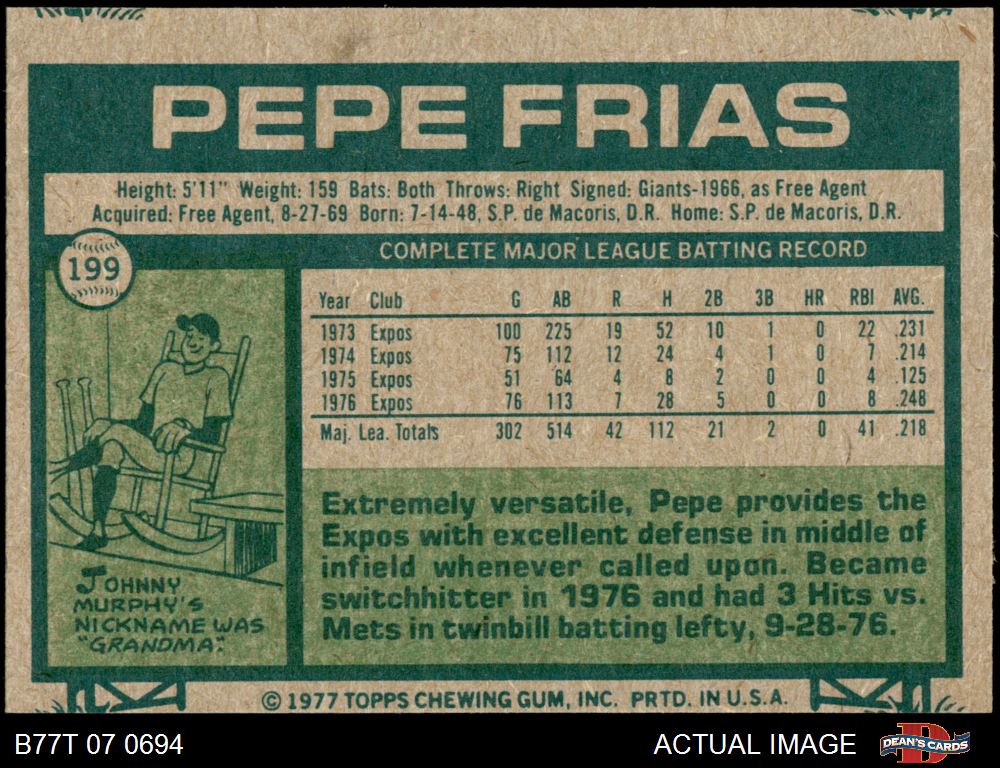 PEPE FRIAS
Height: 5'11" Weight: 159 Bats: Both Throws: Right Signed: Giants-1966, as Free Agent
Acquired: Free Agent, 8-27-69 Born: 7-14-48, S.P. de Macoris, D.R. Home: S.P. de Macoris, D.R.
199
COMPLETE MAJOR LEAGUE BATTING RECORD
Year Club G AB R H 2B 3B HR RBI AVG.
1973 Expos 100 225 19 52 10 1 0 22 .231
1974 Expos 75 112 12 24 4 1 0 7 .214
1975 Expos 51 64 4 8 2 0 0 4 .125
1976 Expos 76 113 7 28 5 0 0 8 .248
Maj. Lea. Totals 302 514 42 112 21 2 0 41 .218
JOHNNY
MURPHY'S
NICKNAME WAS
"GRANDMA."
Extremely versatile, Pepe provides the
Expos with excellent defense in middle of
infield whenever called upon. Became
switchhitter in 1976 and had 3 Hits vs.
Mets in twinbill batting lefty, 9-28-76.
© 1977 TOPPS CHEWING GUM, INC. PRTD. IN U.S.A.
B77T 07 0694
ACTUAL IMAGE
DEAN'S CARDS